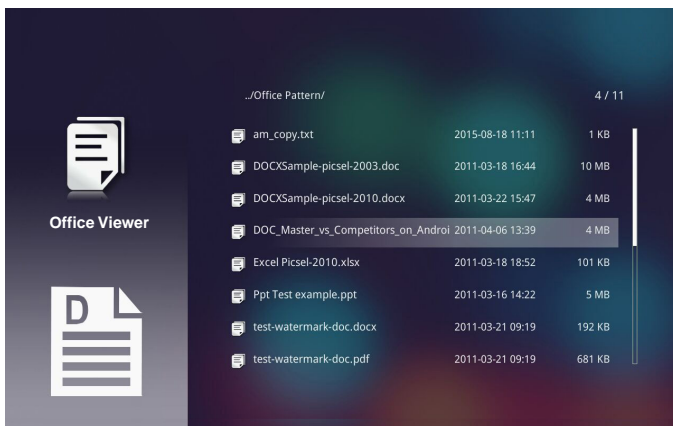 ../Office Pattern/ 4 / 11
am_copy.txt 2015-08-18 11:11 1 KB
DOCXSample-picsel-2003.doc 2011-03-18 16:44 10 MB
DOCXSample-picsel-2010.docx 2011-03-22 15:47 4 MB
Office Viewer
DOC_Master_vs_Competitors_on_Androi 2011-04-06 13:39 4 MB
Excel Picsel-2010.xlsx 2011-03-18 18:52 101 KB
Ppt Test example.ppt 2011-03-16 14:22 5 MB
D
test-watermark-doc.docx 2011-03-21 09:19 192 KB
test-watermark-doc.pdf 2011-03-21 09:19 681 KB